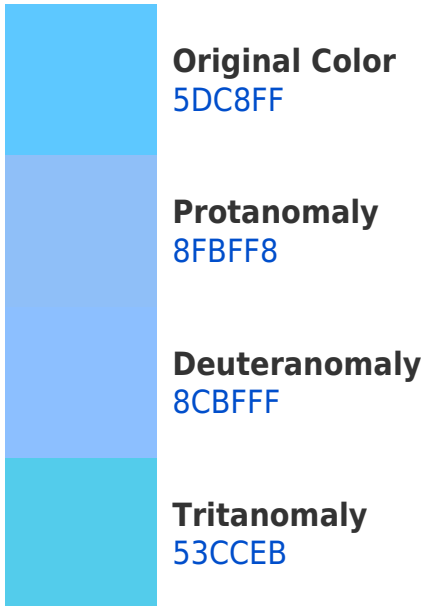 Original Color
5DC8FF
Protanomaly
8FBFF8
Deuteranomaly
8CBFFF
Tritanomaly
53CCEB